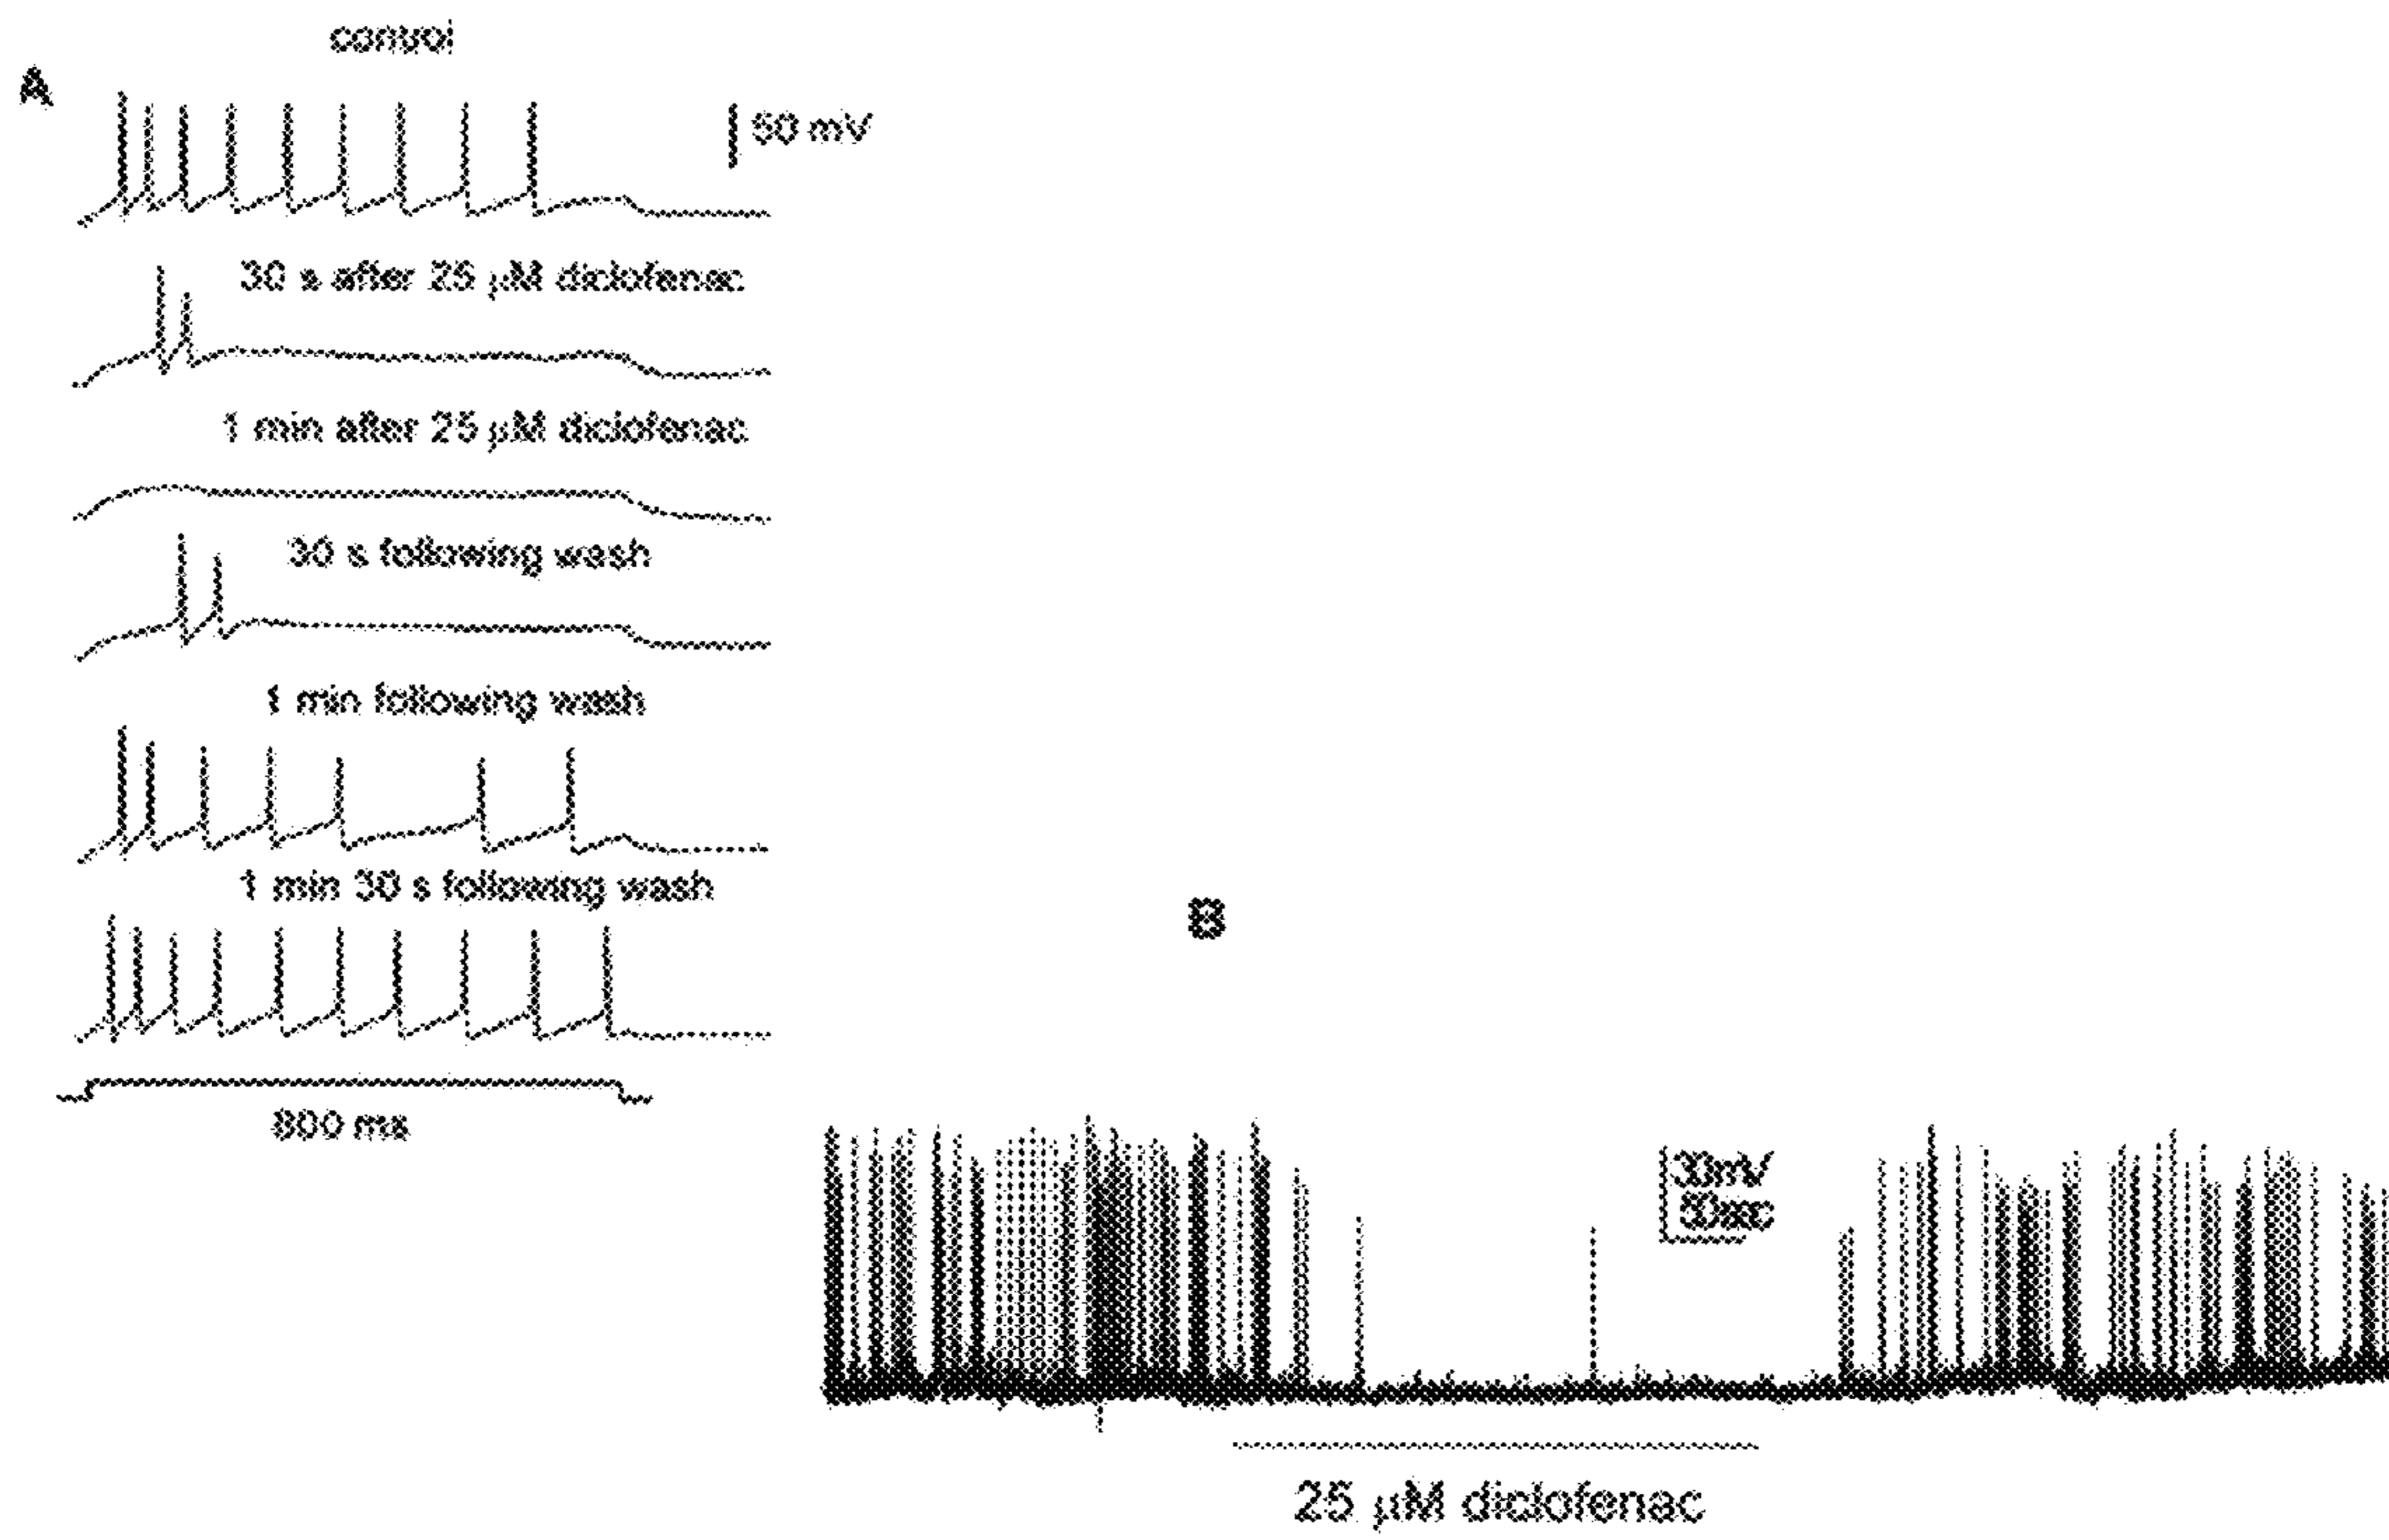 control
A
50 mV
30 s after 25 μM diclofenac
1 min after 25 μM diclofenac
30 s following wash
1 min following wash
1 min 30 s following wash
800 ms
B
30mV
25 μM diclofenac